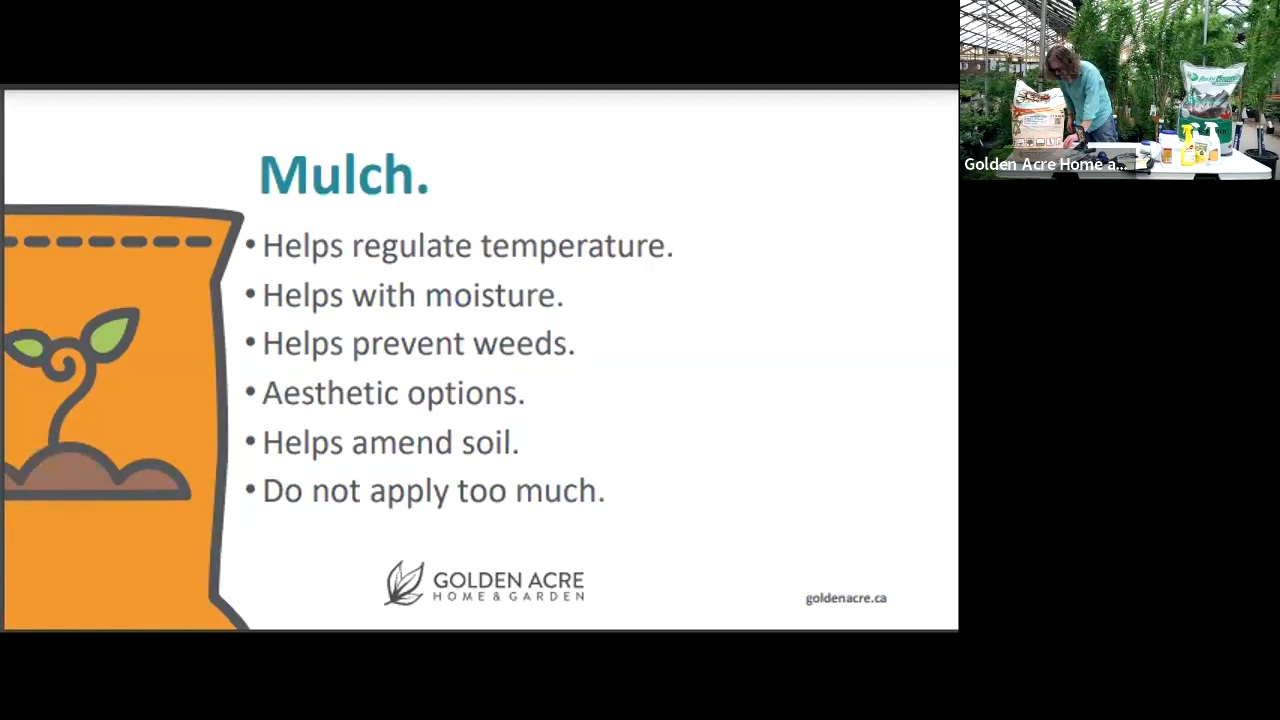 Mulch.
• Helps regulate temperature.
• Helps with moisture.
• Helps prevent weeds.
• Aesthetic options.
• Helps amend soil.
• Do not apply too much.
GOLDEN ACRE
HOME & GARDEN
goldenacre.ca
Golden Acre Home a...